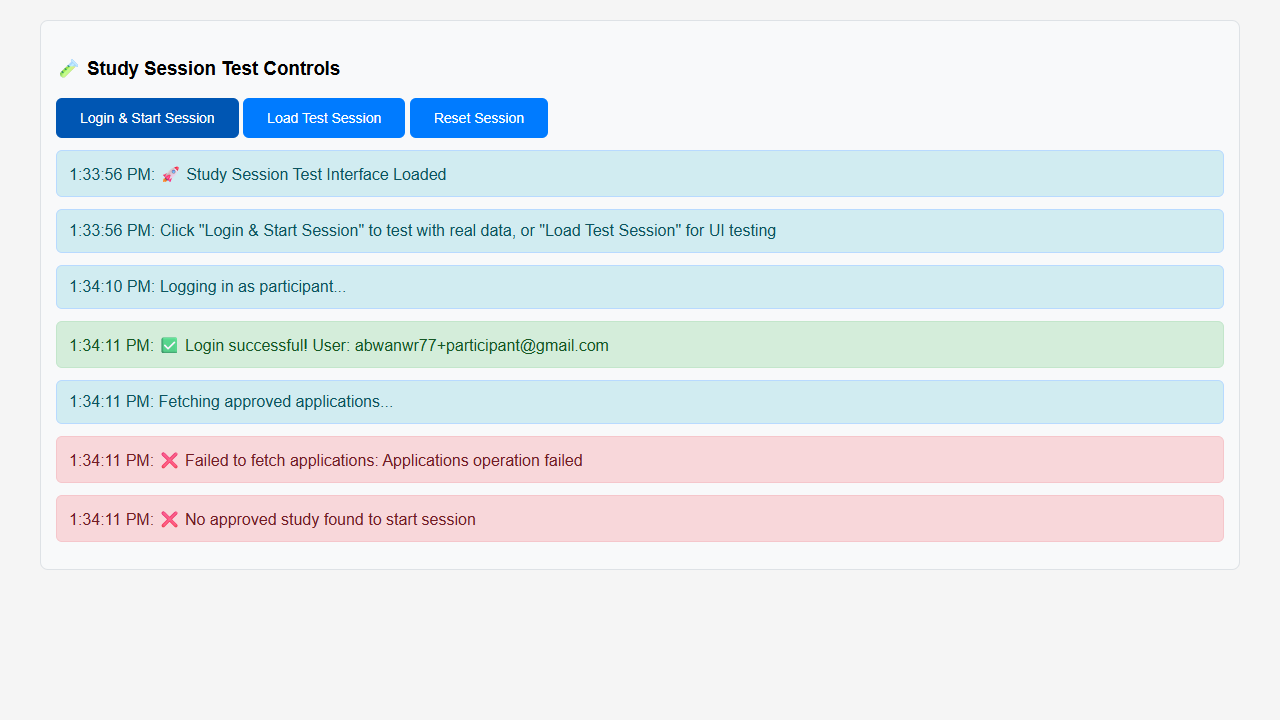 🧪 Study Session Test Controls
Login & Start Session Load Test Session Reset Session
1:33:56 PM: 🚀 Study Session Test Interface Loaded
1:33:56 PM: Click "Login & Start Session" to test with real data, or "Load Test Session" for UI testing
1:34:10 PM: Logging in as participant...
1:34:11 PM: ✅ Login successful! User: abwanwr77+participant@gmail.com
1:34:11 PM: Fetching approved applications...
1:34:11 PM: ❌ Failed to fetch applications: Applications operation failed
1:34:11 PM: ❌ No approved study found to start session